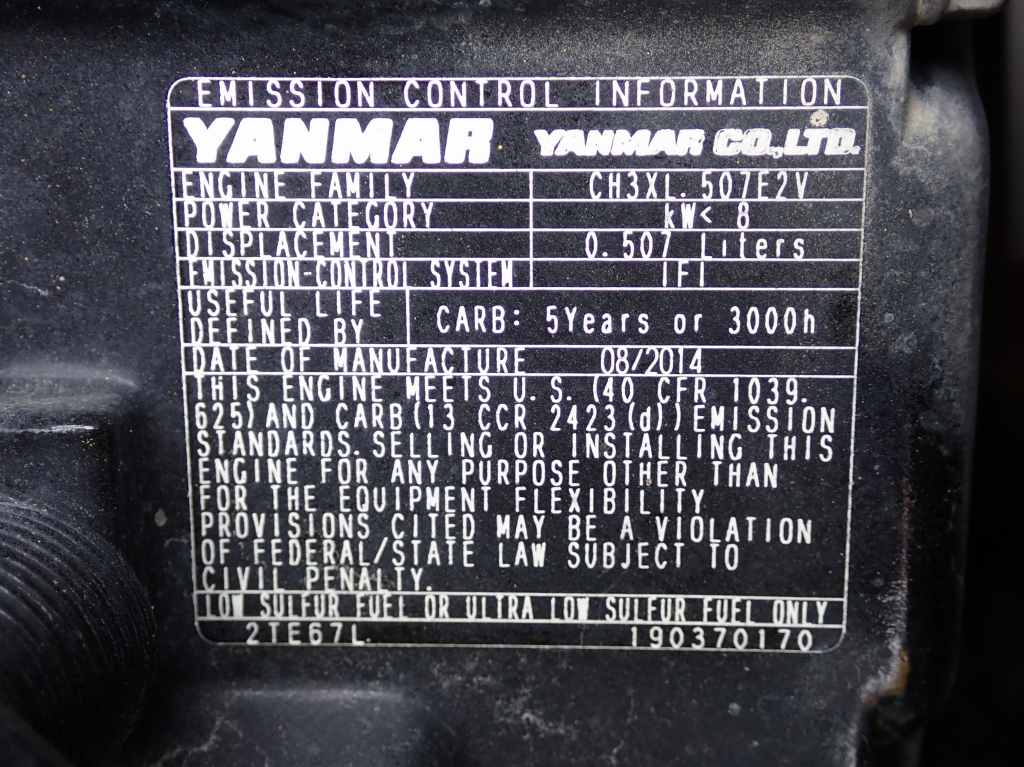 EMISSION CONTROL INFORMATION
YANMAR YANMAR CO.,LTD.
ENGINE FAMILY CH3XL.507E2V
POWER CATEGORY kW< 8
DISPLACEMENT 0.507 Liters
EMISSION-CONTROL SYSTEM IFI
USEFUL LIFE
DEFINED BY CARB: 5Years or 3000h
DATE OF MANUFACTURE 08/2014
THIS ENGINE MEETS U.S.(40 CFR 1039.
625)AND CARB(13 CCR 2423(d))EMISSION
STANDARDS.SELLING OR INSTALLING THIS
ENGINE FOR ANY PURPOSE OTHER THAN
FOR THE EQUIPMENT FLEXIBILITY
PROVISIONS CITED MAY BE A VIOLATION
OF FEDERAL/STATE LAW SUBJECT TO
CIVIL PENALTY.
LOW SULFUR FUEL OR ULTRA LOW SULFUR FUEL ONLY
2TE67L. 190370170